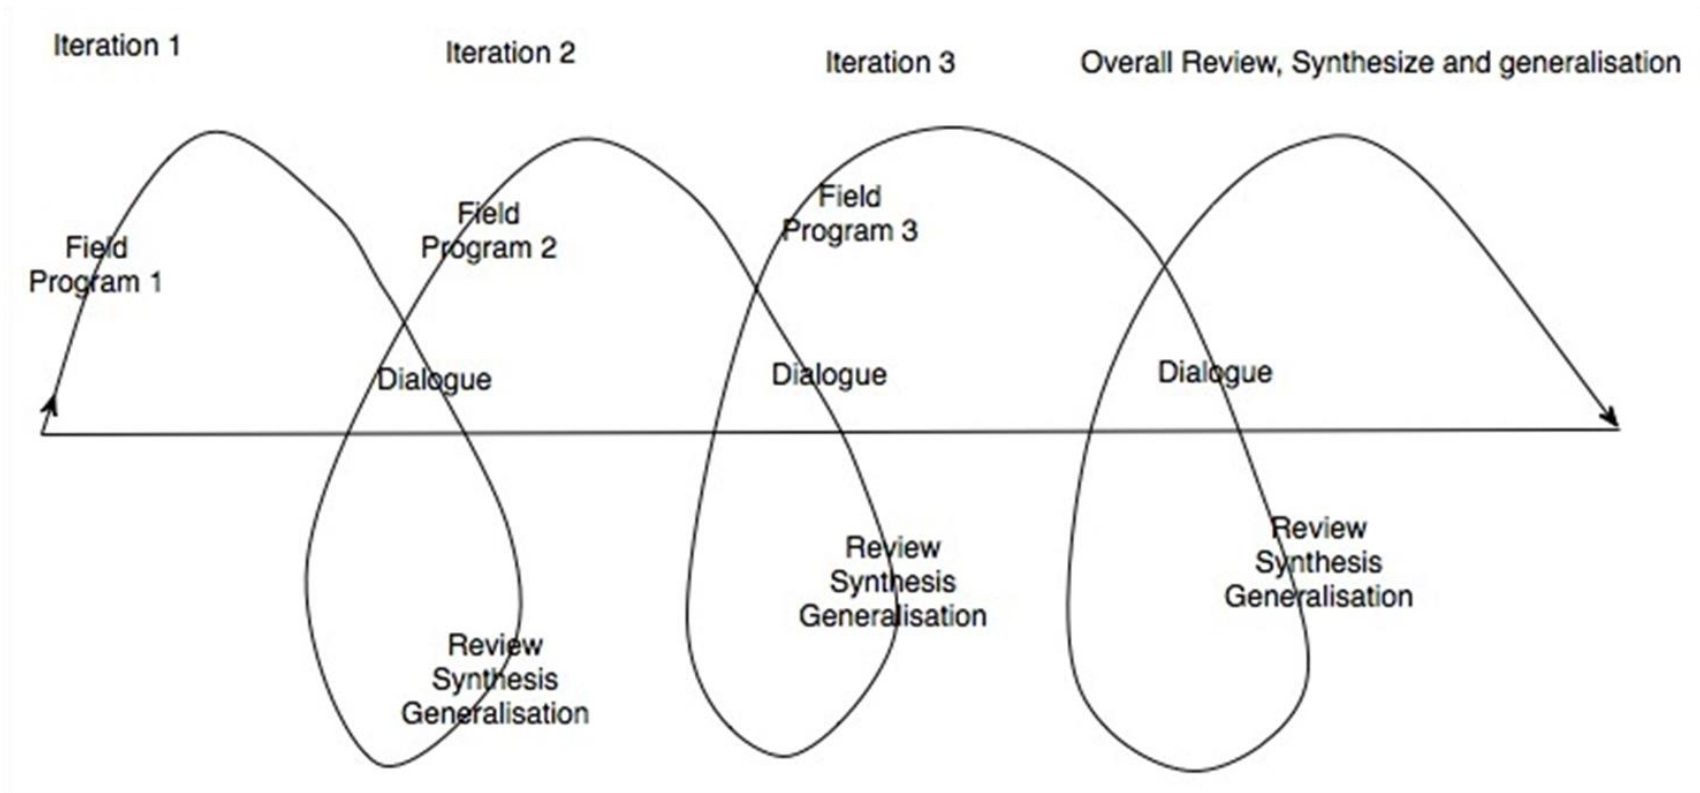 Iteration 1
Iteration 2
Iteration 3
Overall Review, Synthesize and generalisation
Field
Program 1
Field
Program 2
Field
Program 3
Dialogue
Dialogue
Dialogue
Review
Synthesis
Generalisation
Review
Synthesis
Generalisation
Review
Synthesis
Generalisation